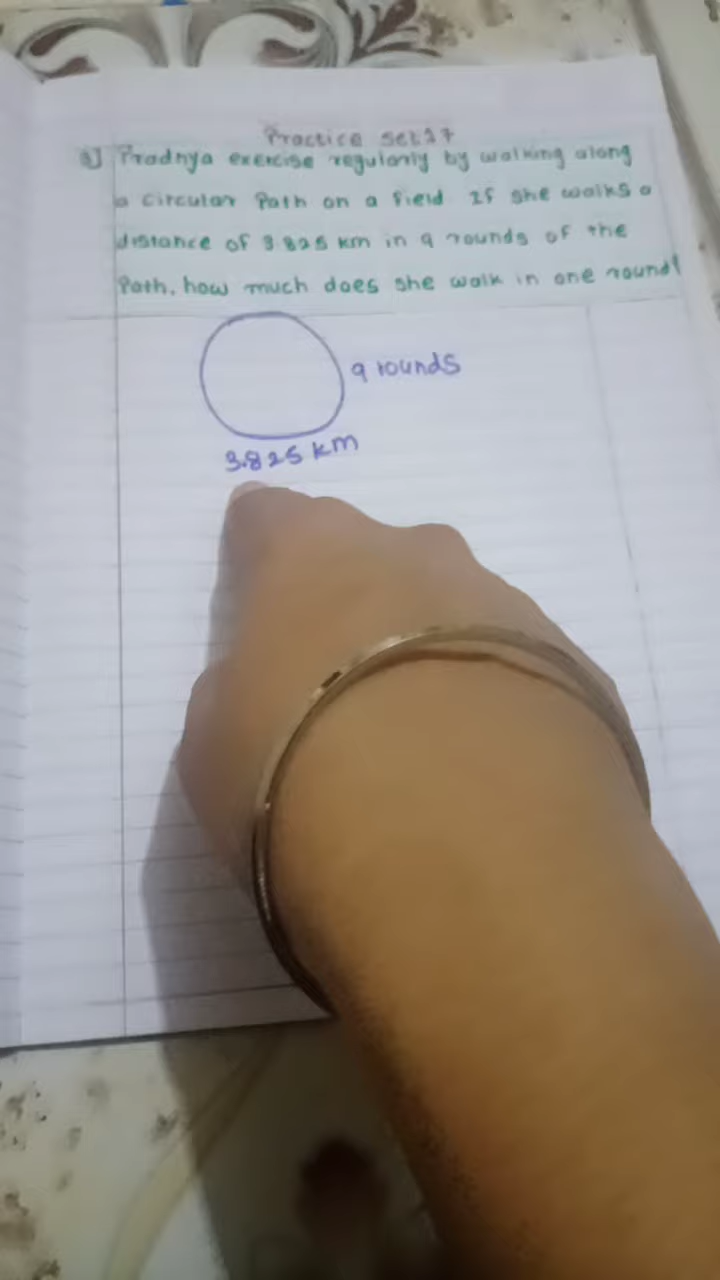 Practice set 27
3] Pradnya exercise regularly by walking along
a circular Path on a field If she walks a
distance of 3.825 km in 9 rounds of the
Path, how much does she walk in one round?
9 rounds
3.825 km